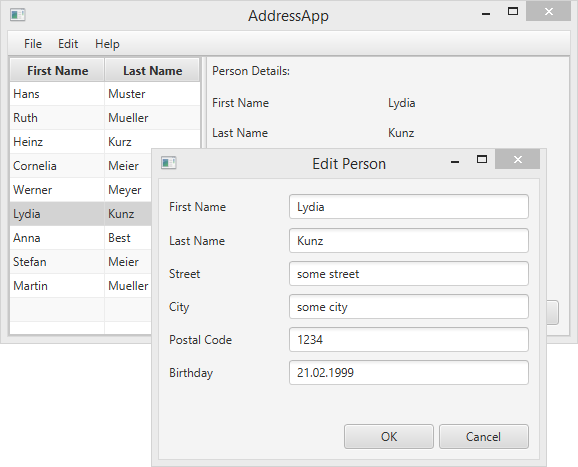 AddressApp
File Edit Help
First Name Last Name
Hans Muster
Ruth Mueller
Heinz Kurz
Cornelia Meier
Werner Meyer
Lydia Kunz
Anna Best
Stefan Meier
Martin Mueller
Person Details:
First Name Lydia
Last Name Kunz
Edit Person
First Name Lydia
Last Name Kunz
Street some street
City some city
Postal Code 1234
Birthday 21.02.1999
OK Cancel